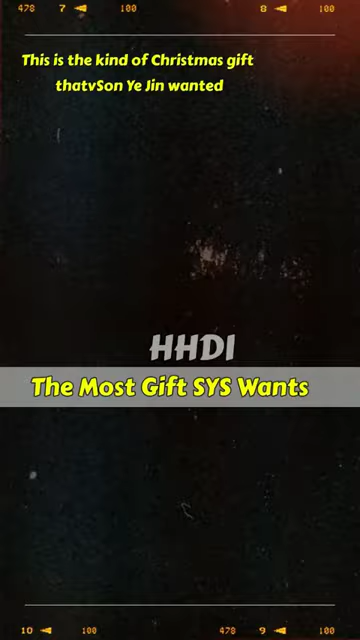 478 7 ◄ 100 8 ◄ 100
This is the kind of Christmas gift
thatvSon Ye Jin wanted
HHDI
The Most Gift SYS Wants
10 ◄ 100 478 9 ◄ 100